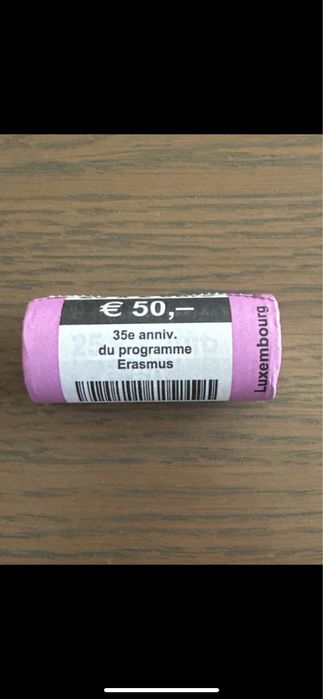 € 50,–
35e anniv.
du programme
Erasmus
Luxembourg